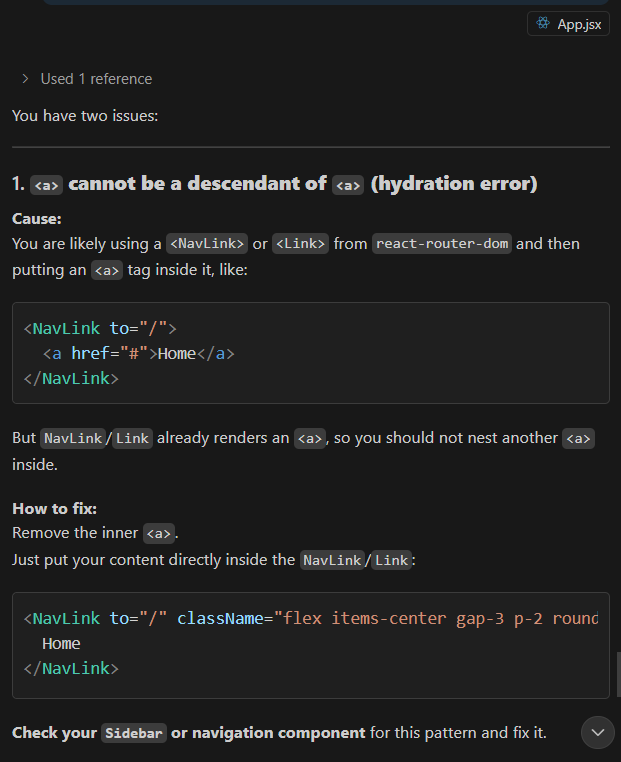 App.jsx
Used 1 reference
You have two issues:
1. <a> cannot be a descendant of <a> (hydration error)
Cause:
You are likely using a <NavLink> or <Link> from react-router-dom and then
putting an <a> tag inside it, like:
<NavLink to="/">
  <a href="#">Home</a>
</NavLink>
But NavLink/Link already renders an <a>, so you should not nest another <a>
inside.
How to fix:
Remove the inner <a>.
Just put your content directly inside the NavLink/Link:
<NavLink to="/" className="flex items-center gap-3 p-2 round
  Home
</NavLink>
Check your Sidebar or navigation component for this pattern and fix it.